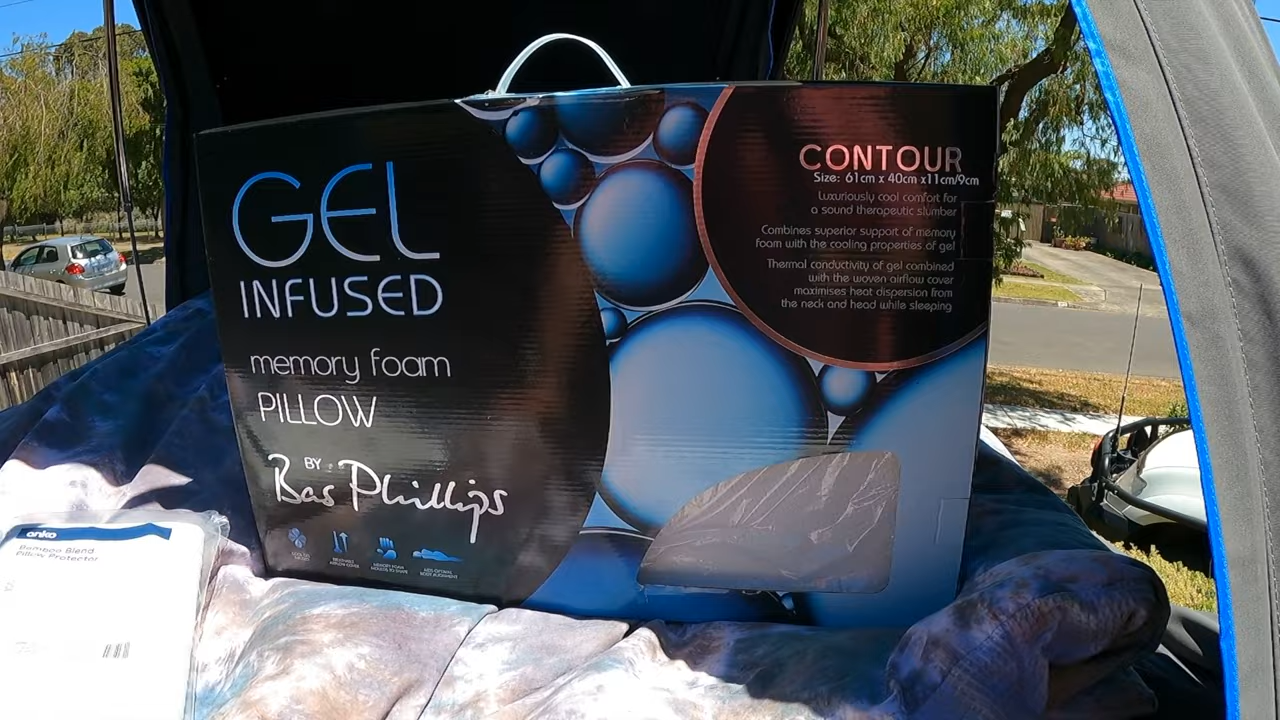 GEL
INFUSED
memory foam
PILLOW
BY
Bas Phillips
CONTOUR
Size: 61cm x 40cm x11cm/9cm
Luxuriously cool comfort for
a sound therapeutic slumber
Combines superior support of memory
foam with the cooling properties of gel
Thermal conductivity of gel combined
with the woven airflow cover
maximises heat dispersion from
the neck and head while sleeping
anko
Bamboo Blend
Pillow Protector